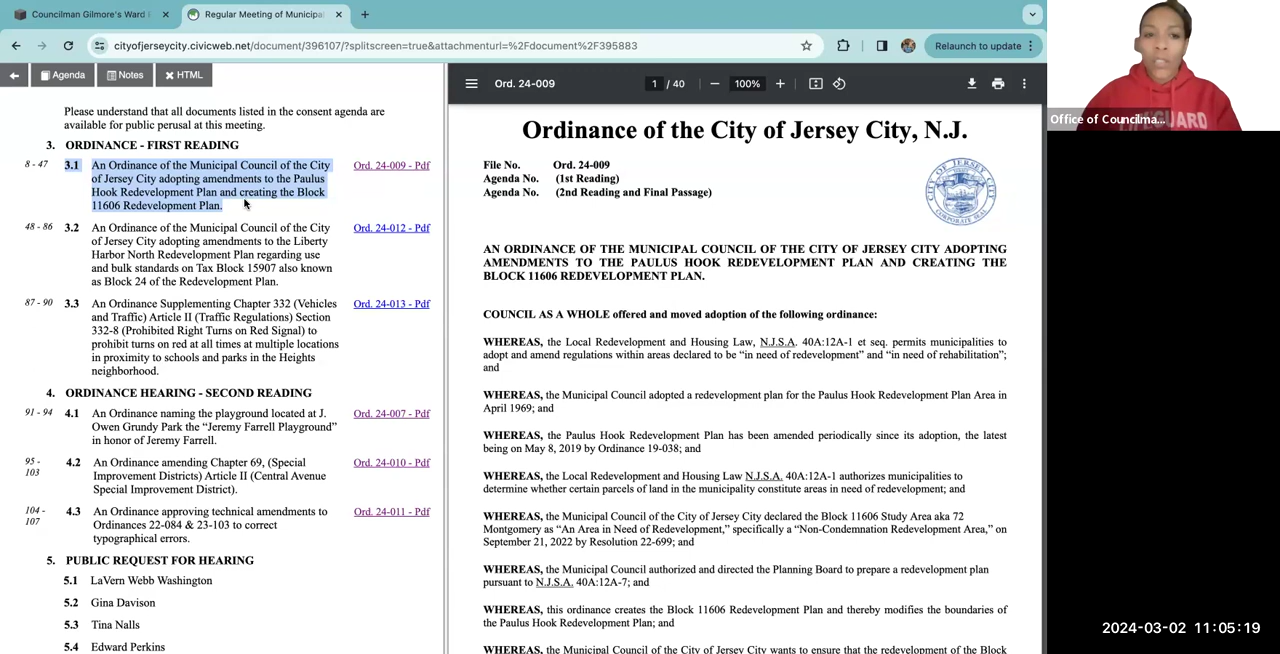 Councilman Gilmore's Ward
Regular Meeting of Municipal
cityofjerseycity.civicweb.net/document/396107/?splitscreen=true&attachmenturl=%2Fdocument%2F395883
Relaunch to update
Agenda
Notes
HTML
Ord. 24-009
1 / 40
100%
Please understand that all documents listed in the consent agenda are
available for public perusal at this meeting.
3. ORDINANCE - FIRST READING
8 - 47
3.1 An Ordinance of the Municipal Council of the City
of Jersey City adopting amendments to the Paulus
Hook Redevelopment Plan and creating the Block
11606 Redevelopment Plan.
Ord. 24-009 - Pdf
48 - 86
3.2 An Ordinance of the Municipal Council of the City
of Jersey City adopting amendments to the Liberty
Harbor North Redevelopment Plan regarding use
and bulk standards on Tax Block 15907 also known
as Block 24 of the Redevelopment Plan.
Ord. 24-012 - Pdf
87 - 90
3.3 An Ordinance Supplementing Chapter 332 (Vehicles
and Traffic) Article II (Traffic Regulations) Section
332-8 (Prohibited Right Turns on Red Signal) to
prohibit turns on red at all times at multiple locations
in proximity to schools and parks in the Heights
neighborhood.
Ord. 24-013 - Pdf
4. ORDINANCE HEARING - SECOND READING
91 - 94
4.1 An Ordinance naming the playground located at J.
Owen Grundy Park the “Jeremy Farrell Playground”
in honor of Jeremy Farrell.
Ord. 24-007 - Pdf
95 -
103
4.2 An Ordinance amending Chapter 69, (Special
Improvement Districts) Article II (Central Avenue
Special Improvement District).
Ord. 24-010 - Pdf
104 -
107
4.3 An Ordinance approving technical amendments to
Ordinances 22-084 & 23-103 to correct
typographical errors.
Ord. 24-011 - Pdf
5. PUBLIC REQUEST FOR HEARING
5.1 LaVern Webb Washington
5.2 Gina Davison
5.3 Tina Nalls
5.4 Edward Perkins
Ordinance of the City of Jersey City, N.J.
File No. Ord. 24-009
Agenda No. (1st Reading)
Agenda No. (2nd Reading and Final Passage)
AN ORDINANCE OF THE MUNICIPAL COUNCIL OF THE CITY OF JERSEY CITY ADOPTING
AMENDMENTS TO THE PAULUS HOOK REDEVELOPMENT PLAN AND CREATING THE
BLOCK 11606 REDEVELOPMENT PLAN.
COUNCIL AS A WHOLE offered and moved adoption of the following ordinance:
WHEREAS, the Local Redevelopment and Housing Law, N.J.S.A. 40A:12A-1 et seq. permits municipalities to
adopt and amend regulations within areas declared to be “in need of redevelopment” and “in need of rehabilitation”;
and
WHEREAS, the Municipal Council adopted a redevelopment plan for the Paulus Hook Redevelopment Plan Area in
April 1969; and
WHEREAS, the Paulus Hook Redevelopment Plan has been amended periodically since its adoption, the latest
being on May 8, 2019 by Ordinance 19-038; and
WHEREAS, the Local Redevelopment and Housing Law N.J.S.A. 40A:12A-1 authorizes municipalities to
determine whether certain parcels of land in the municipality constitute areas in need of redevelopment; and
WHEREAS, the Municipal Council of the City of Jersey City declared the Block 11606 Study Area aka 72
Montgomery as “An Area in Need of Redevelopment,” specifically a “Non-Condemnation Redevelopment Area,” on
September 21, 2022 by Resolution 22-699; and
WHEREAS, the Municipal Council authorized and directed the Planning Board to prepare a redevelopment plan
pursuant to N.J.S.A. 40A:12A-7; and
WHEREAS, this ordinance creates the Block 11606 Redevelopment Plan and thereby modifies the boundaries of
the Paulus Hook Redevelopment Plan; and
WHEREAS, the Municipal Council of the City of Jersey City wants to ensure that the redevelopment of the Block
Office of Councilma...
2024-03-02 11:05:19